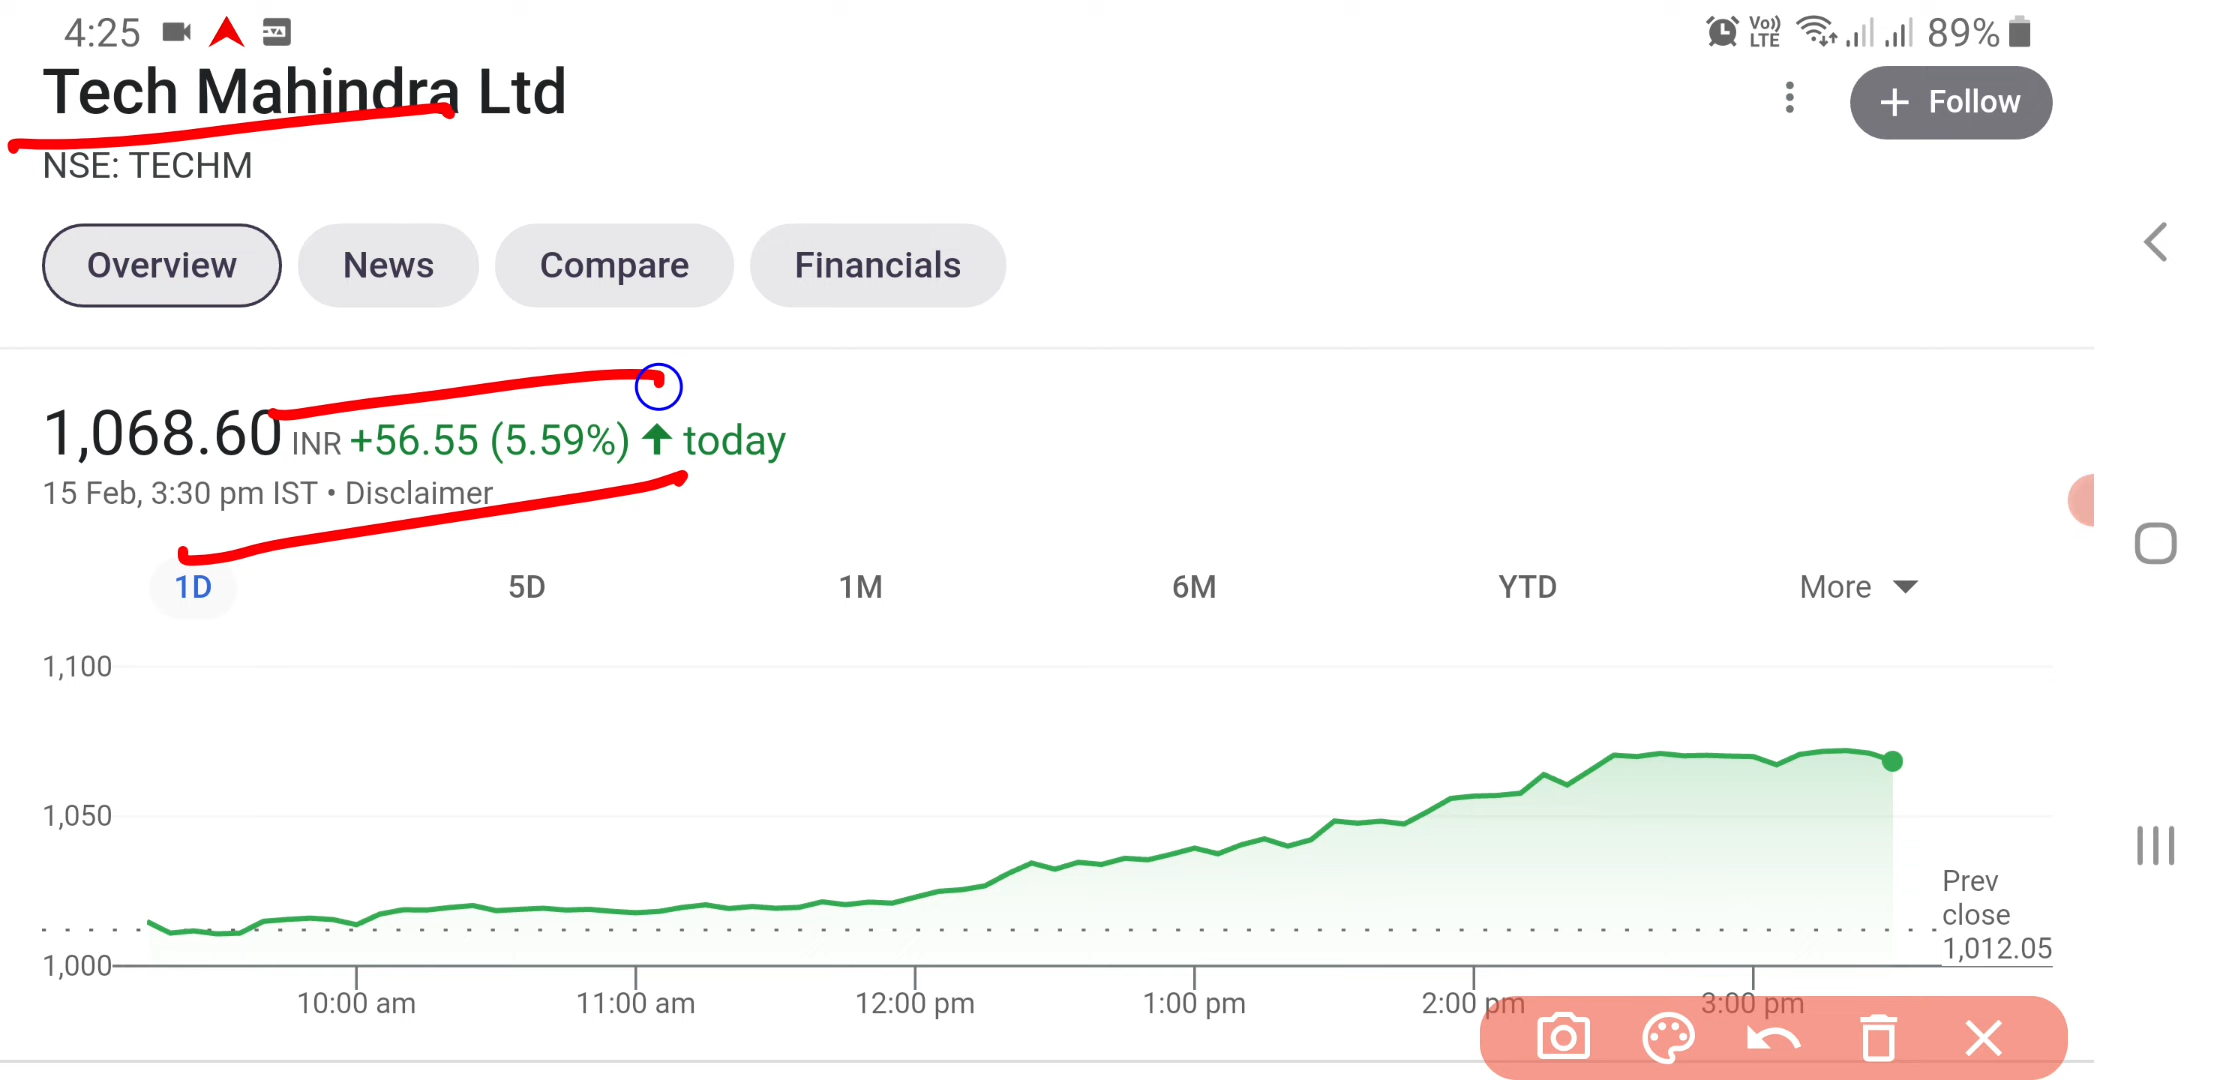 4:25
Vo)) LTE 89%
Tech Mahindra Ltd
+ Follow
NSE: TECHM
Overview News Compare Financials
1,068.60 INR +56.55 (5.59%) ↑ today
15 Feb, 3:30 pm IST • Disclaimer
1D 5D 1M 6M YTD More
1,100
1,050
1,000
Prev
close
1,012.05
10:00 am 11:00 am 12:00 pm 1:00 pm 2:00 pm 3:00 pm